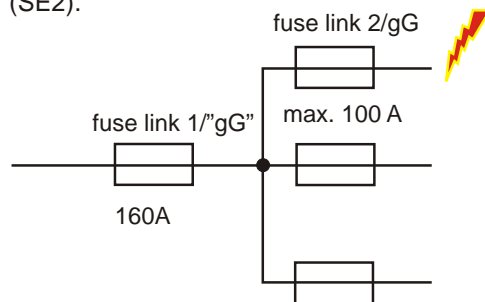 (SE2).
fuse link 2/gG
fuse link 1/”gG”
max. 100 A
160A